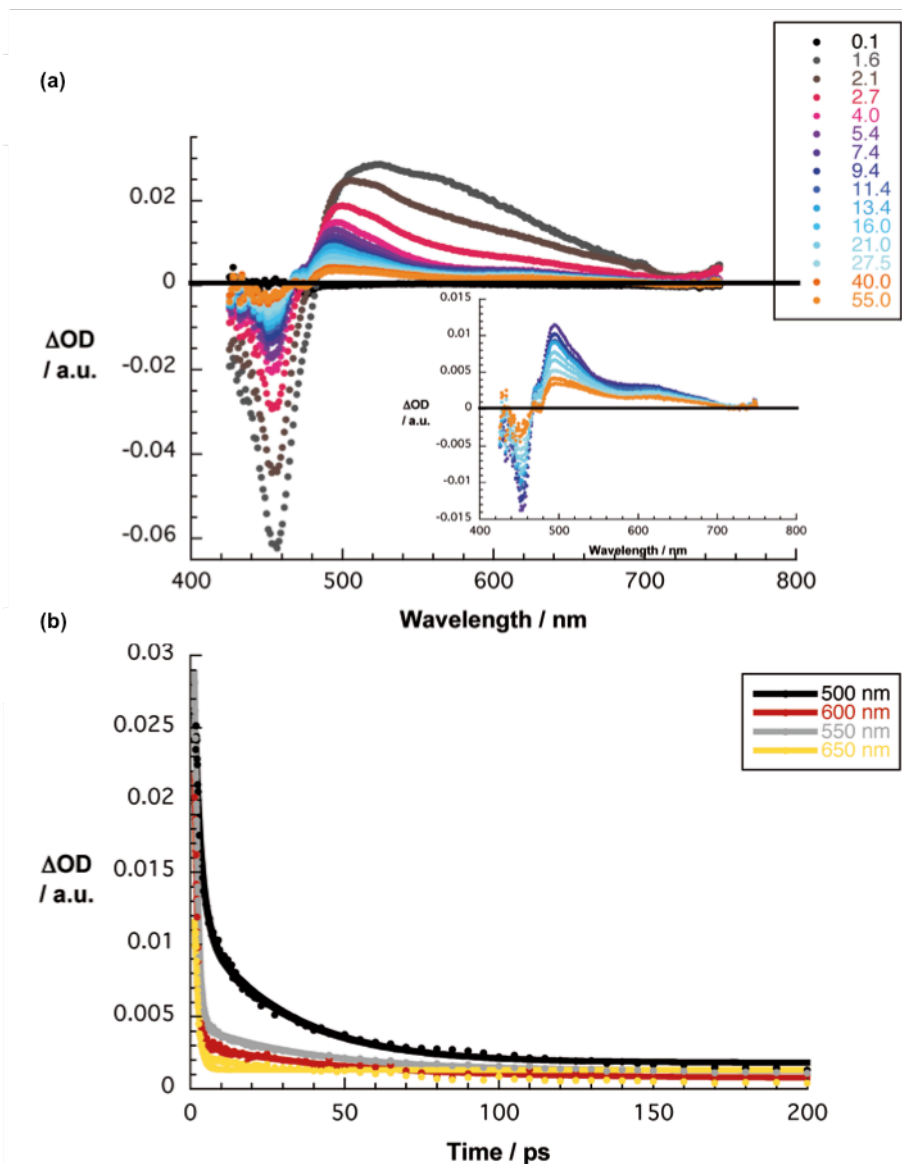 (a)
0.1
1.6
2.1
2.7
4.0
5.4
7.4
9.4
11.4
13.4
16.0
21.0
27.5
40.0
55.0
0.02
0
-0.02
-0.04
-0.06
ΔOD
/ a.u.
400 500 600 700 800
Wavelength / nm
0.015
0.01
0.005
0
-0.005
-0.01
-0.015
ΔOD
/ a.u.
400 500 600 700 800
Wavelength / nm
(b)
0.03
0.025
0.02
0.015
0.01
0.005
0
ΔOD
/ a.u.
500 nm
600 nm
550 nm
650 nm
0 50 100 150 200
Time / ps